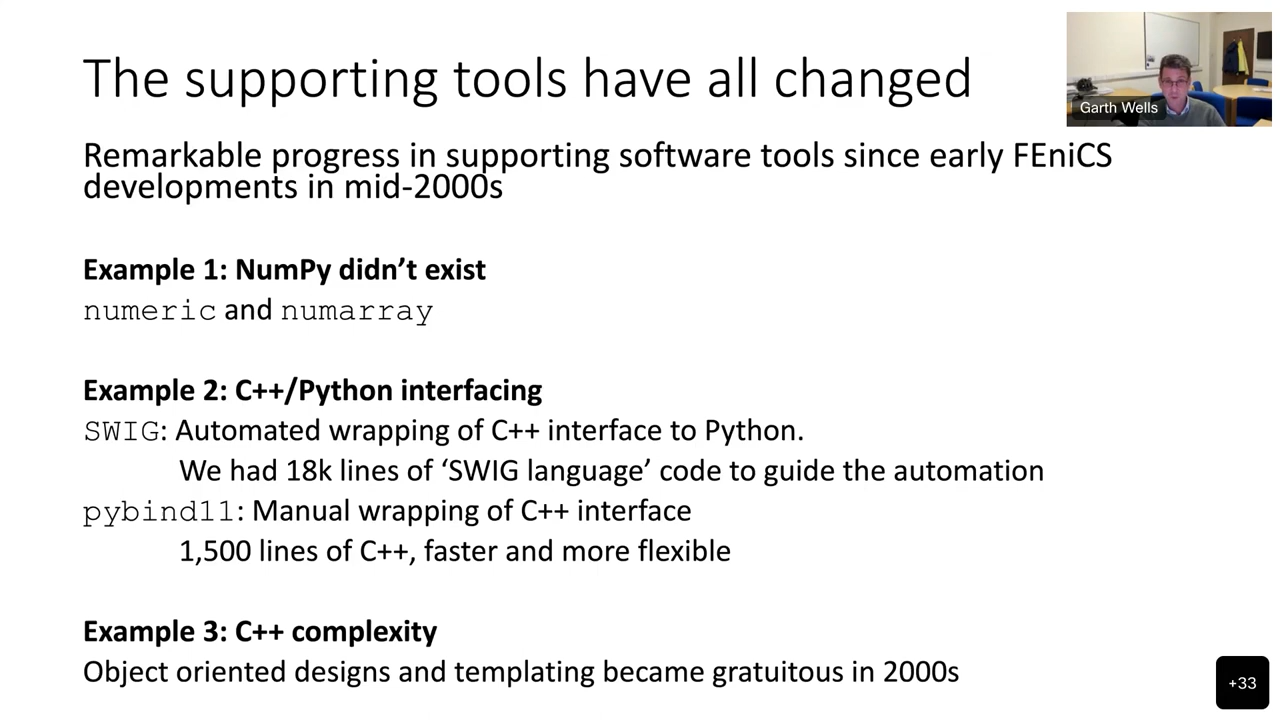 The supporting tools have all changed
Garth Wells
Remarkable progress in supporting software tools since early FEniCS
developments in mid-2000s
Example 1: NumPy didn’t exist
numeric and numarray
Example 2: C++/Python interfacing
SWIG: Automated wrapping of C++ interface to Python.
We had 18k lines of ‘SWIG language’ code to guide the automation
pybind11: Manual wrapping of C++ interface
1,500 lines of C++, faster and more flexible
Example 3: C++ complexity
Object oriented designs and templating became gratuitous in 2000s
+33